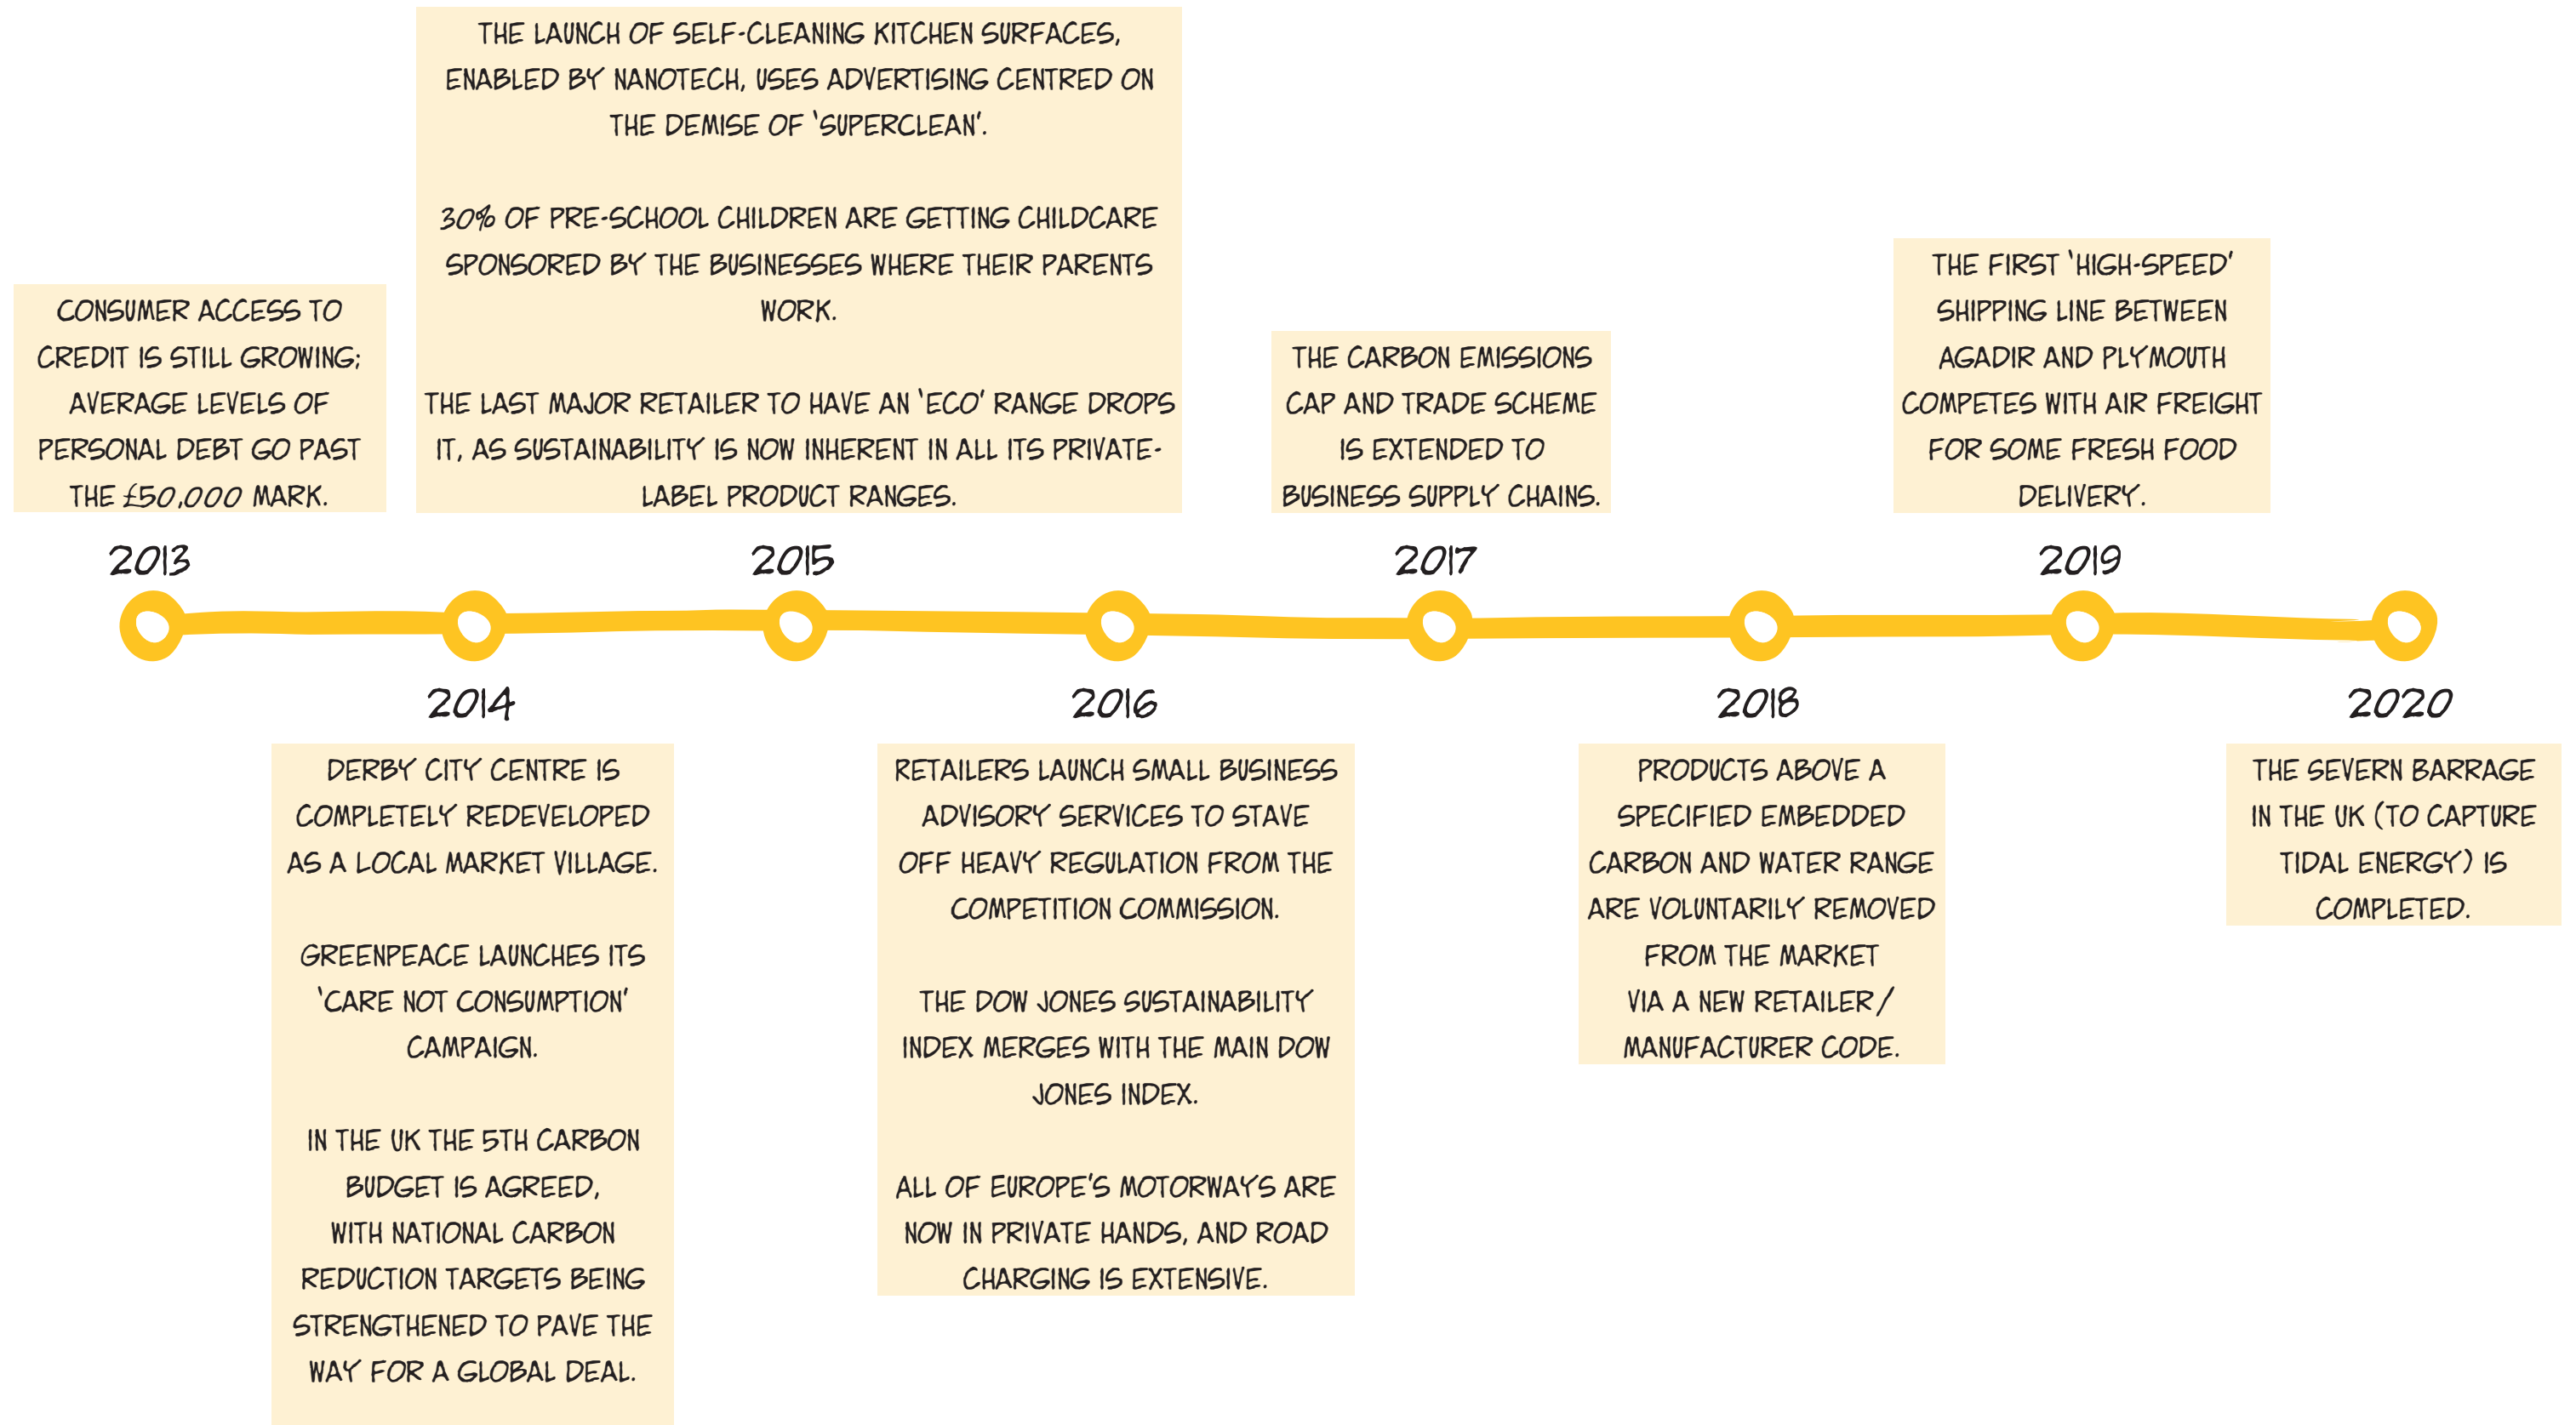 CONSUMER ACCESS TO
CREDIT IS STILL GROWING;
AVERAGE LEVELS OF
PERSONAL DEBT GO PAST
THE £50,000 MARK.
2013
2014
DERBY CITY CENTRE IS
COMPLETELY REDEVELOPED
AS A LOCAL MARKET VILLAGE.
GREENPEACE LAUNCHES ITS
‘CARE NOT CONSUMPTION’
CAMPAIGN.
IN THE UK THE 5TH CARBON
BUDGET IS AGREED,
WITH NATIONAL CARBON
REDUCTION TARGETS BEING
STRENGTHENED TO PAVE THE
WAY FOR A GLOBAL DEAL.
THE LAUNCH OF SELF-CLEANING KITCHEN SURFACES,
ENABLED BY NANOTECH, USES ADVERTISING CENTRED ON
THE DEMISE OF ‘SUPERCLEAN’.
30% OF PRE-SCHOOL CHILDREN ARE GETTING CHILDCARE
SPONSORED BY THE BUSINESSES WHERE THEIR PARENTS
WORK.
THE LAST MAJOR RETAILER TO HAVE AN ‘ECO’ RANGE DROPS
IT, AS SUSTAINABILITY IS NOW INHERENT IN ALL ITS PRIVATE-
LABEL PRODUCT RANGES.
2015
2016
RETAILERS LAUNCH SMALL BUSINESS
ADVISORY SERVICES TO STAVE
OFF HEAVY REGULATION FROM THE
COMPETITION COMMISSION.
THE DOW JONES SUSTAINABILITY
INDEX MERGES WITH THE MAIN DOW
JONES INDEX.
ALL OF EUROPE’S MOTORWAYS ARE
NOW IN PRIVATE HANDS, AND ROAD
CHARGING IS EXTENSIVE.
THE CARBON EMISSIONS
CAP AND TRADE SCHEME
IS EXTENDED TO
BUSINESS SUPPLY CHAINS.
2017
2018
PRODUCTS ABOVE A
SPECIFIED EMBEDDED
CARBON AND WATER RANGE
ARE VOLUNTARILY REMOVED
FROM THE MARKET
VIA A NEW RETAILER/
MANUFACTURER CODE.
THE FIRST ‘HIGH-SPEED’
SHIPPING LINE BETWEEN
AGADIR AND PLYMOUTH
COMPETES WITH AIR FREIGHT
FOR SOME FRESH FOOD
DELIVERY.
2019
2020
THE SEVERN BARRAGE
IN THE UK (TO CAPTURE
TIDAL ENERGY) IS
COMPLETED.